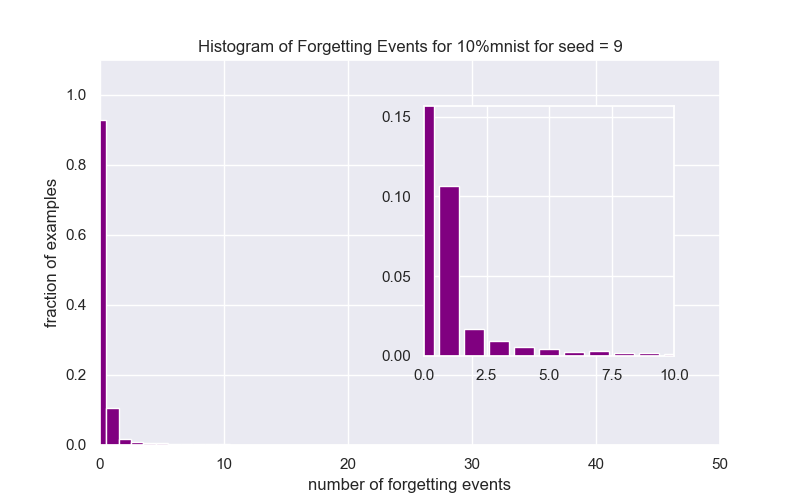 Histogram of Forgetting Events for 10%mnist for seed = 9
fraction of examples
1.0
0.8
0.6
0.4
0.2
0.0
0.15
0.10
0.05
0.00
0.0 2.5 5.0 7.5 10.0
0 10 20 30 40 50
number of forgetting events